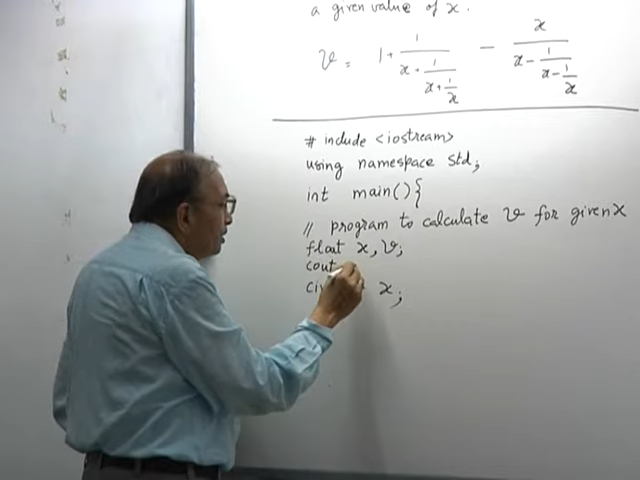 a given value of x.
v = 1 + 1/(x + 1/(x + 1/x)) - x/(x - 1/(x - 1/x))
# include <iostream>
using namespace std;
int main(){
// program to calculate v for given x
float x, v;
cout
x;